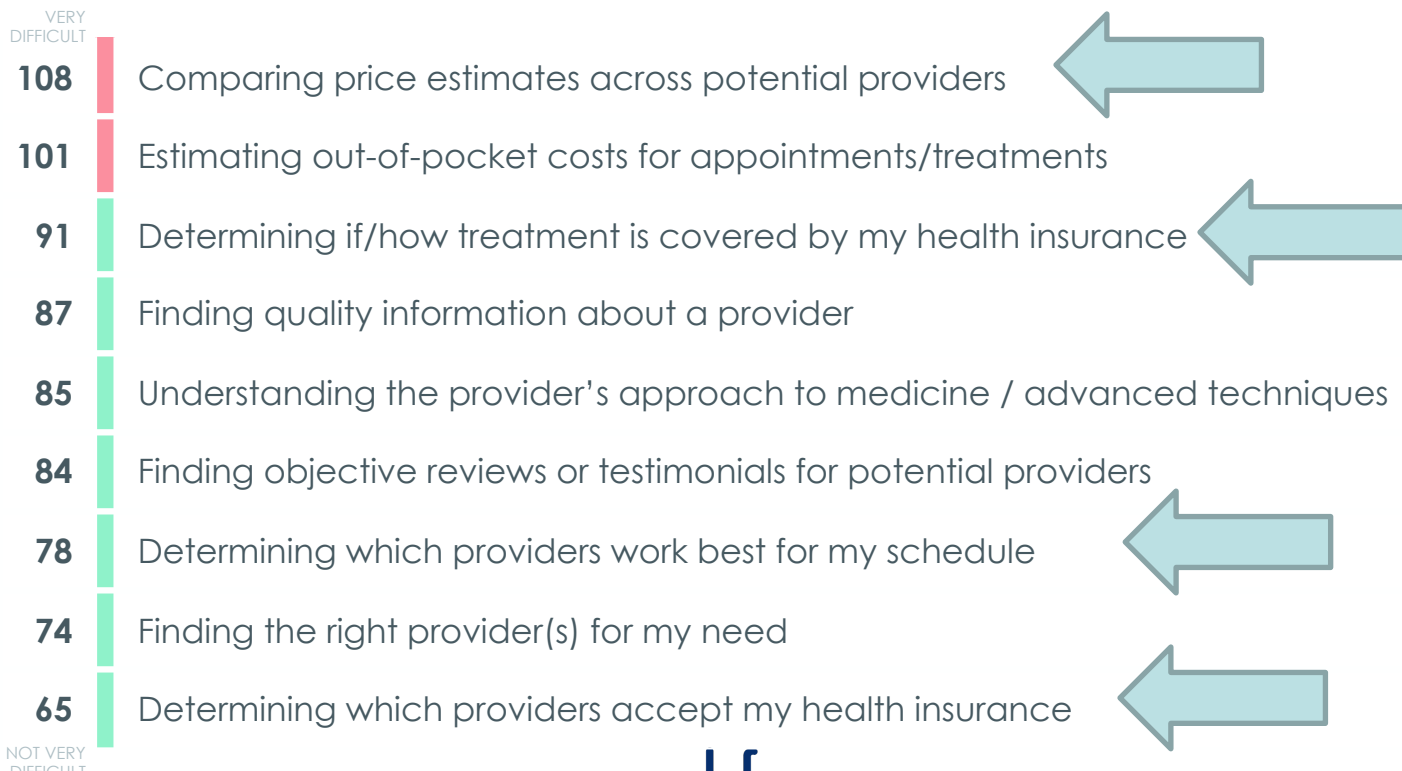 VERY
DIFFICULT
108 Comparing price estimates across potential providers
101 Estimating out-of-pocket costs for appointments/treatments
91 Determining if/how treatment is covered by my health insurance
87 Finding quality information about a provider
85 Understanding the provider’s approach to medicine / advanced techniques
84 Finding objective reviews or testimonials for potential providers
78 Determining which providers work best for my schedule
74 Finding the right provider(s) for my need
65 Determining which providers accept my health insurance
NOT VERY
DIFFICULT